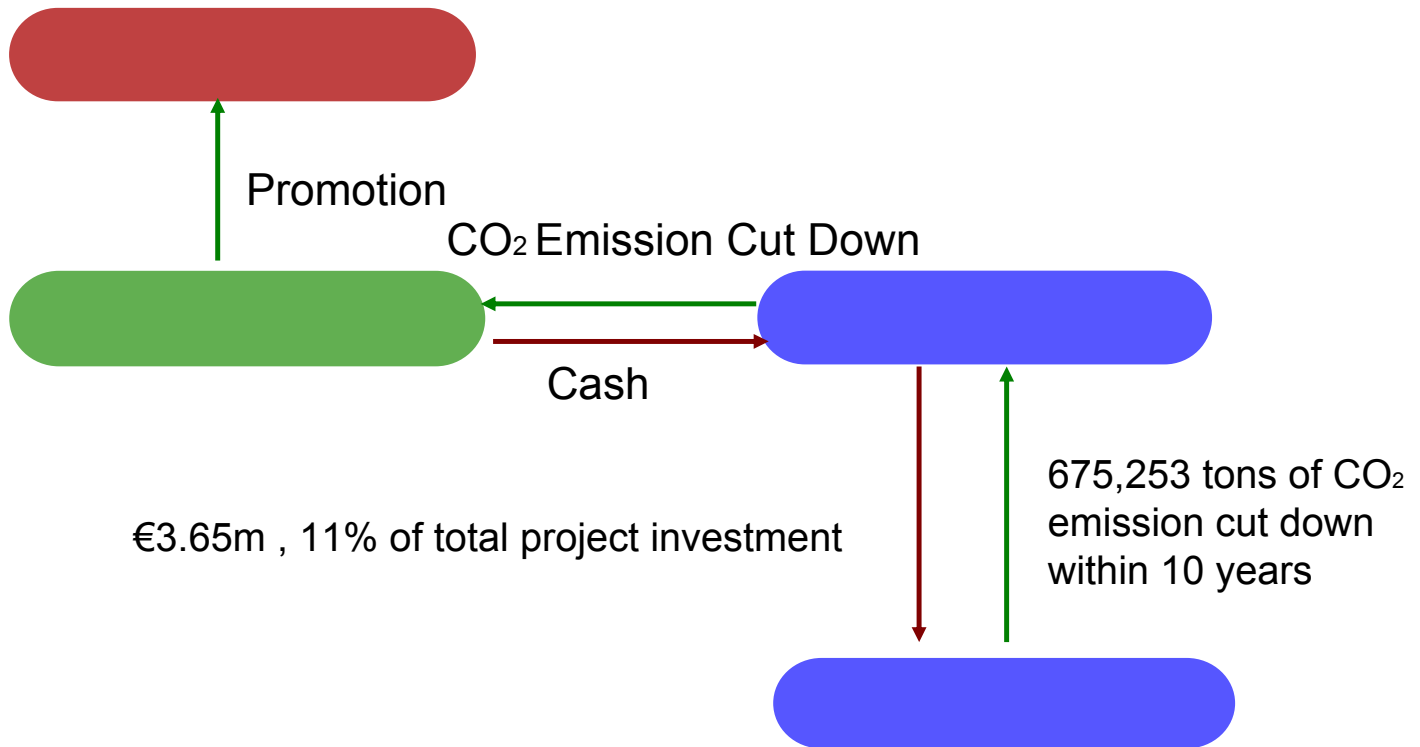 Promotion
CO₂ Emission Cut Down
Cash
€3.65m , 11% of total project investment
675,253 tons of CO₂
emission cut down
within 10 years